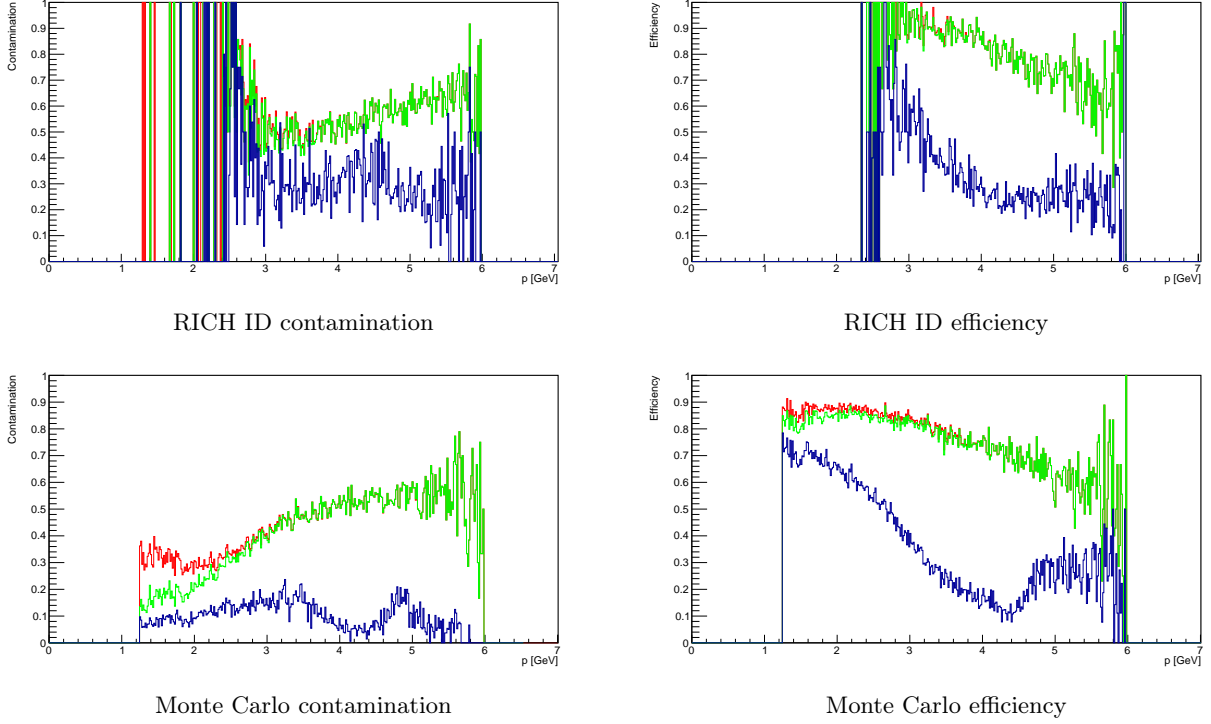 Contamination
1
0.9
0.8
0.7
0.6
0.5
0.4
0.3
0.2
0.1
0
0 1 2 3 4 5 6 7
p [GeV]
RICH ID contamination
Efficiency
1
0.9
0.8
0.7
0.6
0.5
0.4
0.3
0.2
0.1
0
0 1 2 3 4 5 6 7
p [GeV]
RICH ID efficiency
Contamination
1
0.9
0.8
0.7
0.6
0.5
0.4
0.3
0.2
0.1
0
0 1 2 3 4 5 6 7
p [GeV]
Monte Carlo contamination
Efficiency
1
0.9
0.8
0.7
0.6
0.5
0.4
0.3
0.2
0.1
0
0 1 2 3 4 5 6 7
p [GeV]
Monte Carlo efficiency